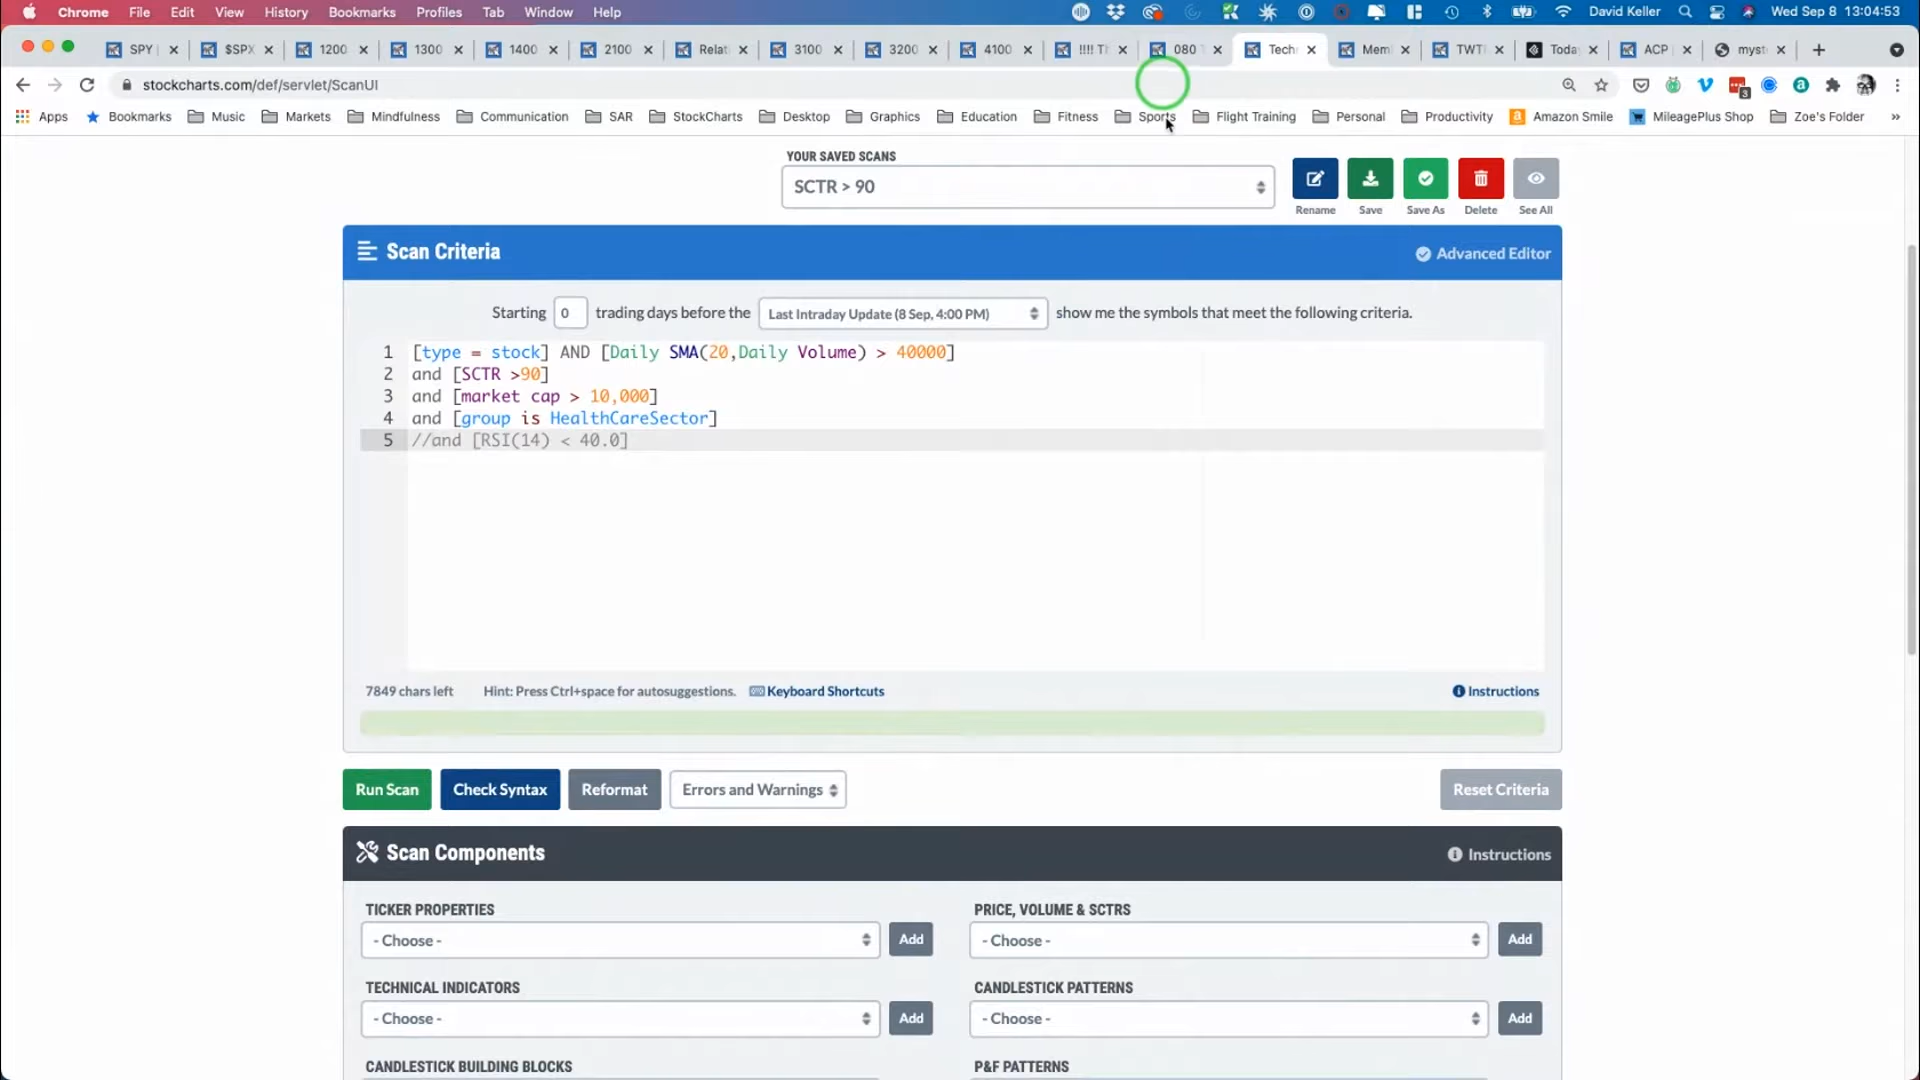 Chrome File Edit View History Bookmarks Profiles Tab Window Help David Keller Wed Sep 8 13:04:53
SPY $SPX 1200 1300 1400 2100 Relati 3100 3200 4100 !!!! Th 080 Tech Mem TWT Toda ACP myst
stockcharts.com/def/servlet/ScanUI 3
Apps Bookmarks Music Markets Mindfulness Communication SAR StockCharts Desktop Graphics Education Fitness Sports Flight Training Personal Productivity Amazon Smile MileagePlus Shop Zoe's Folder »
YOUR SAVED SCANS
SCTR > 90
Rename Save Save As Delete See All
Scan Criteria Advanced Editor
Starting 0 trading days before the Last Intraday Update (8 Sep, 4:00 PM) show me the symbols that meet the following criteria.
1 [type = stock] AND [Daily SMA(20,Daily Volume) > 40000]
2 and [SCTR >90]
3 and [market cap > 10,000]
4 and [group is HealthCareSector]
5 //and [RSI(14) < 40.0]
7849 chars left Hint: Press Ctrl+space for autosuggestions. Keyboard Shortcuts Instructions
Run Scan Check Syntax Reformat Errors and Warnings Reset Criteria
Scan Components Instructions
TICKER PROPERTIES PRICE, VOLUME & SCTRS
- Choose - Add - Choose - Add
TECHNICAL INDICATORS CANDLESTICK PATTERNS
- Choose - Add - Choose - Add
CANDLESTICK BUILDING BLOCKS P&F PATTERNS